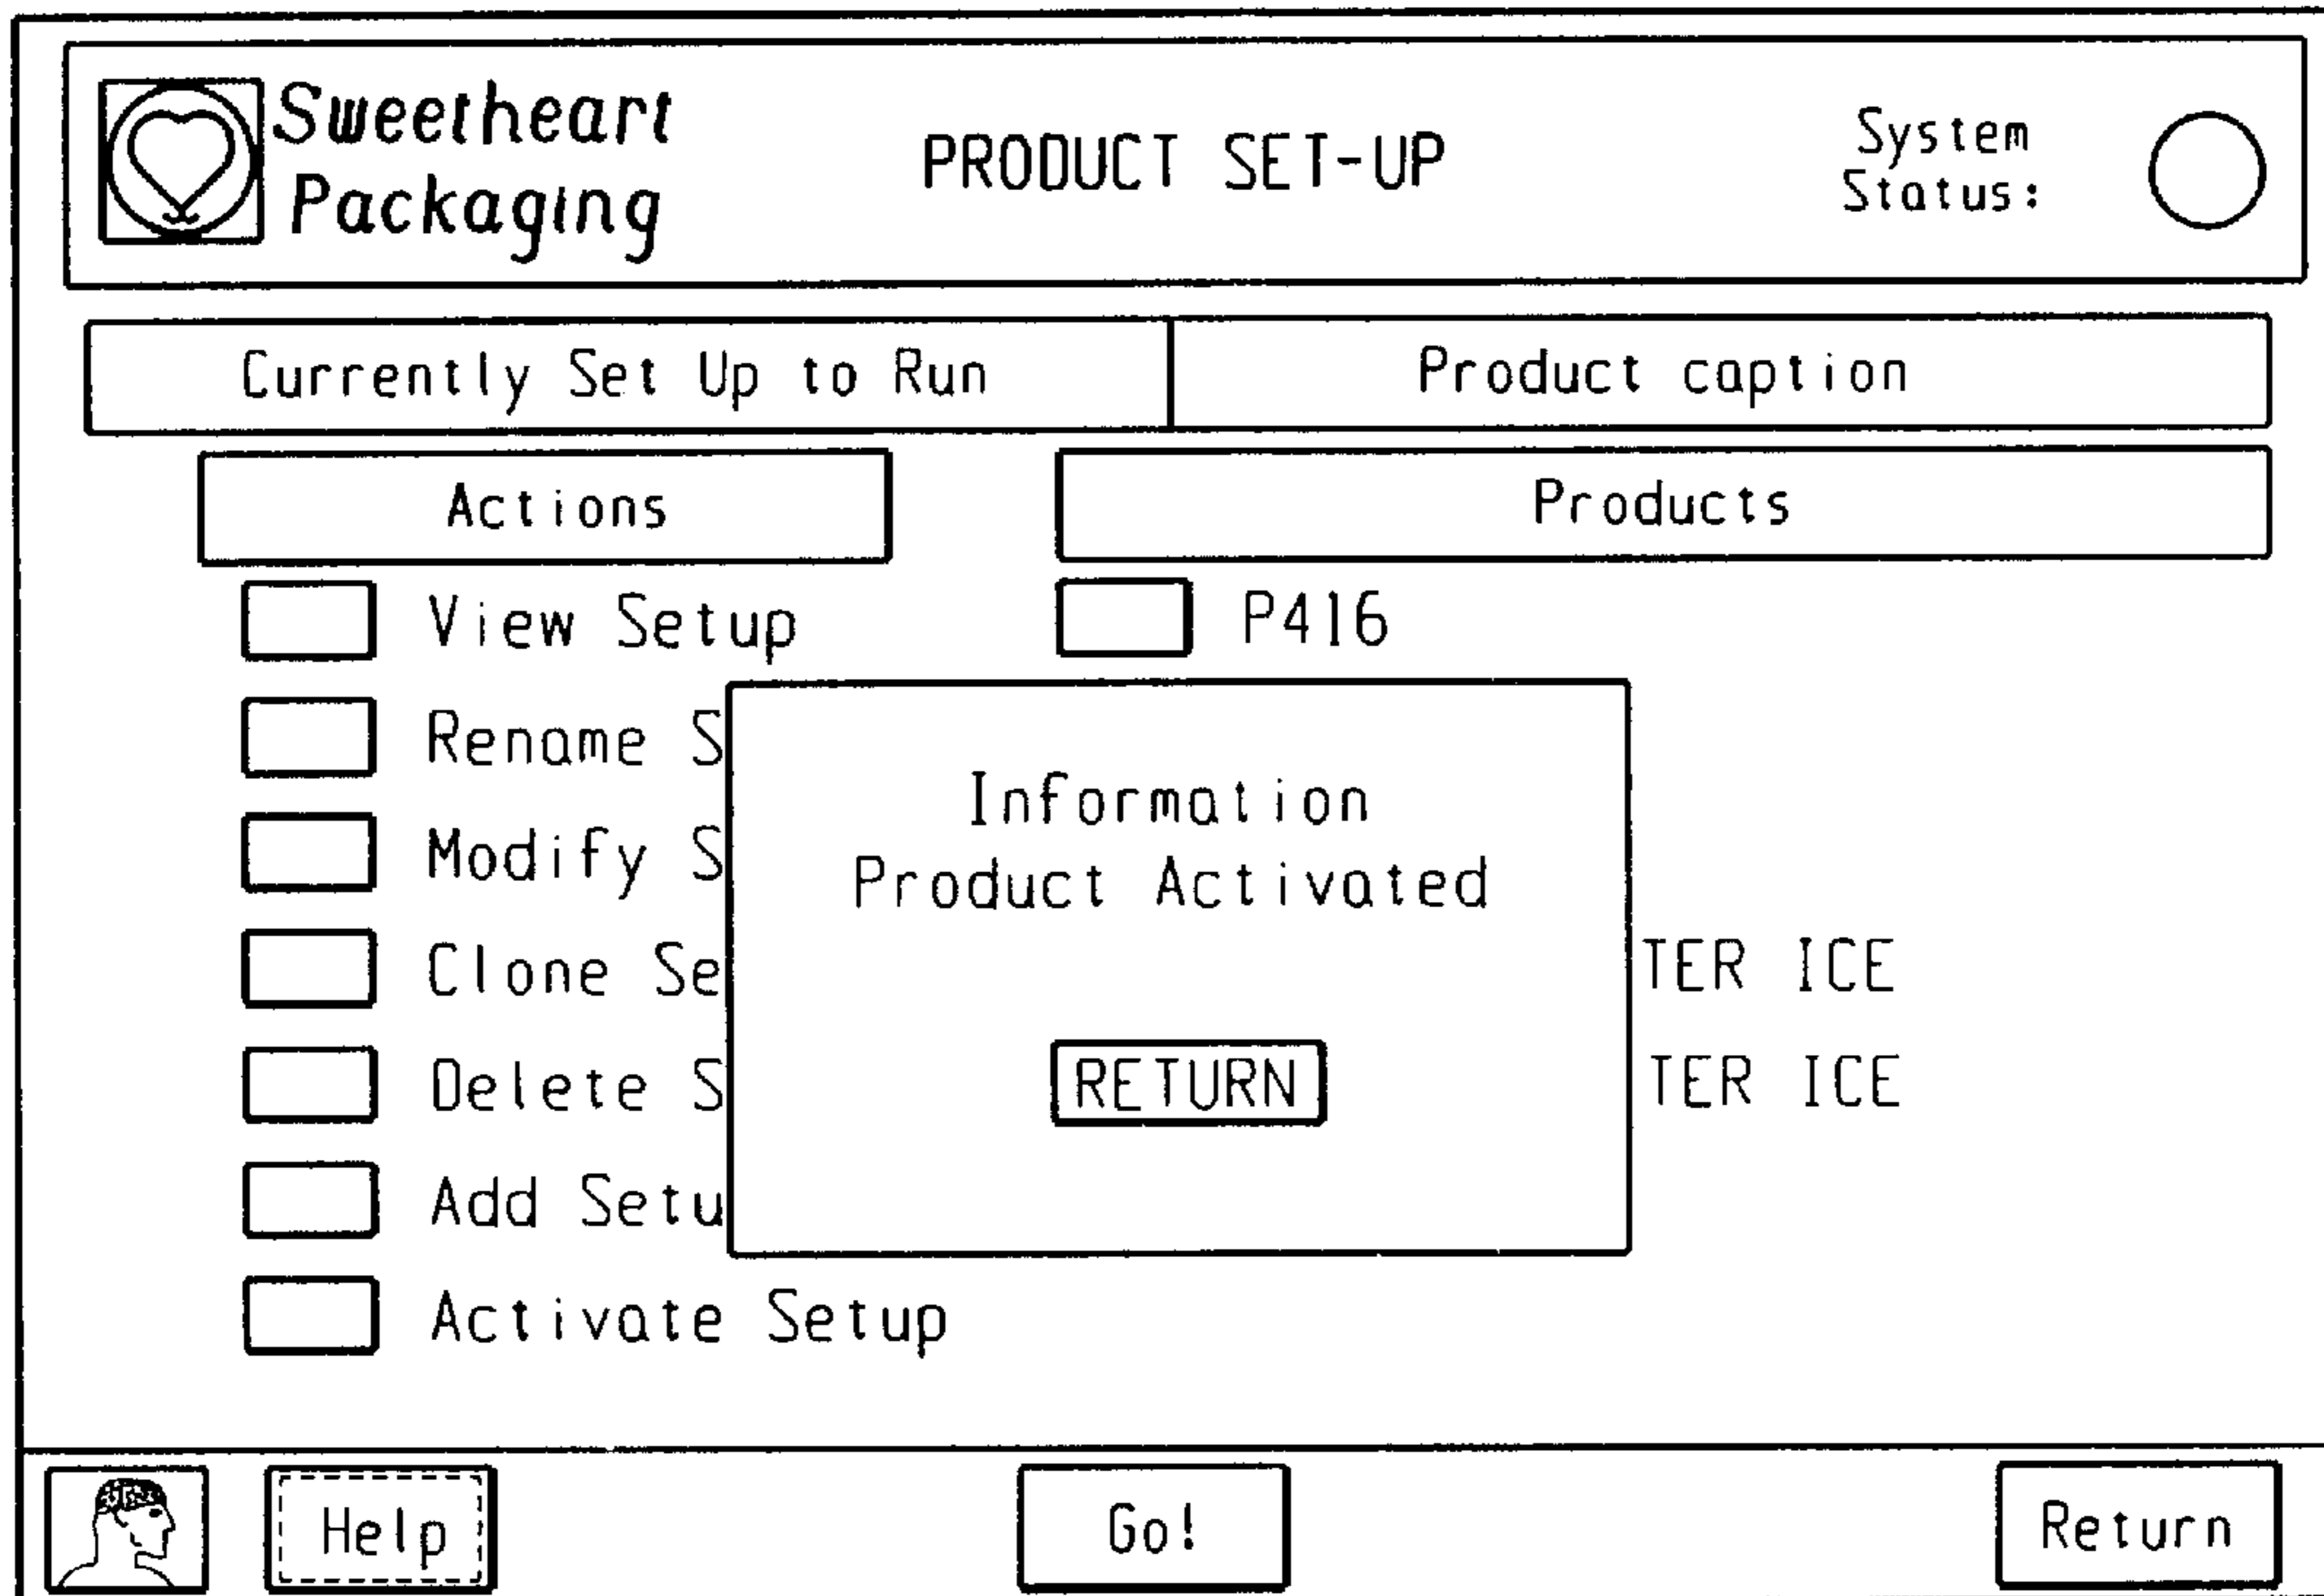 Sweetheart
Packaging
PRODUCT SET-UP
System
Status:
Currently Set Up to Run
Product caption
Actions
Products
View Setup
P416
Rename S
Modify S
Clone Se
TER ICE
Delete S
TER ICE
Add Setu
Activate Setup
Information
Product Activated
RETURN
Help
Go!
Return